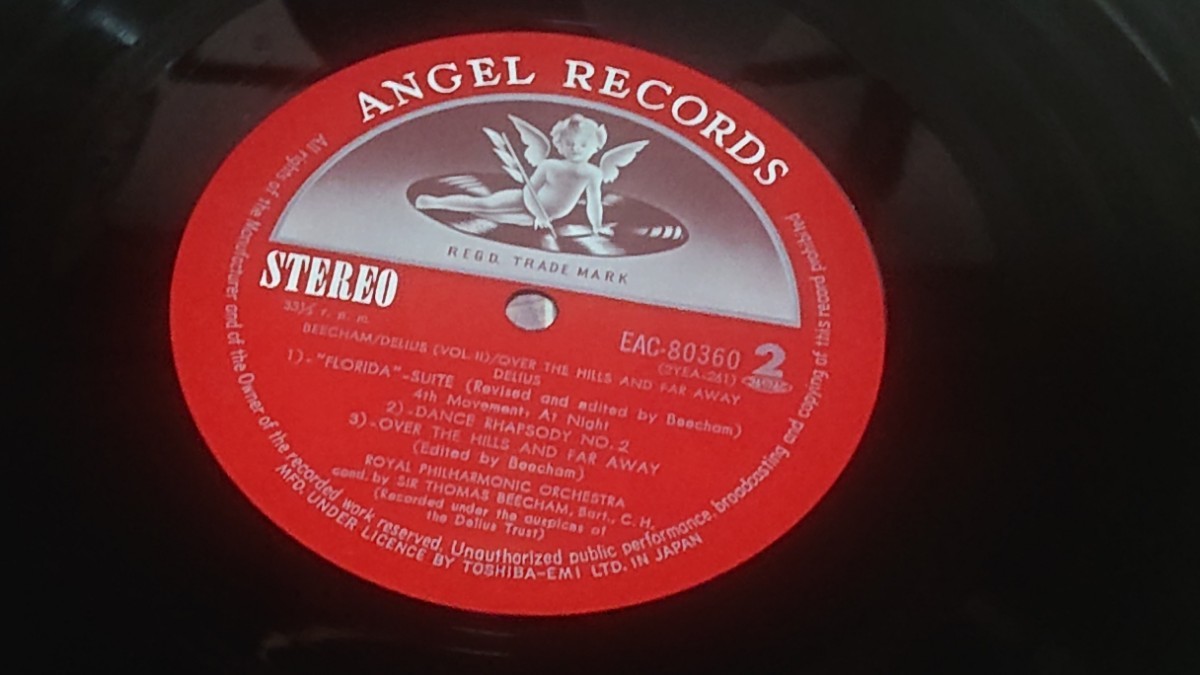 ANGEL RECORDS
REGD. TRADE MARK
STEREO
33⅓ r. p. m.
EAC-80360 2
(2YEA-261)
BEECHAM/DELIUS (VOL. II)/OVER THE HILLS AND FAR AWAY
DELIUS
1)-"FLORIDA"-SUITE (Revised and edited by Beecham)
4th Movement, At Night
2)-DANCE RHAPSODY NO. 2
3)-OVER THE HILLS AND FAR AWAY
(Edited by Beecham)
ROYAL PHILHARMONIC ORCHESTRA
cond. by SIR THOMAS BEECHAM, Bart., C. H.
(Recorded under the auspices of
the Delius Trust)
All rights of the Manufacturer and of the Owner of the recorded work reserved. Unauthorized public performance, broadcasting and copying of this record prohibited
MFD. UNDER LICENCE BY TOSHIBA-EMI LTD. IN JAPAN